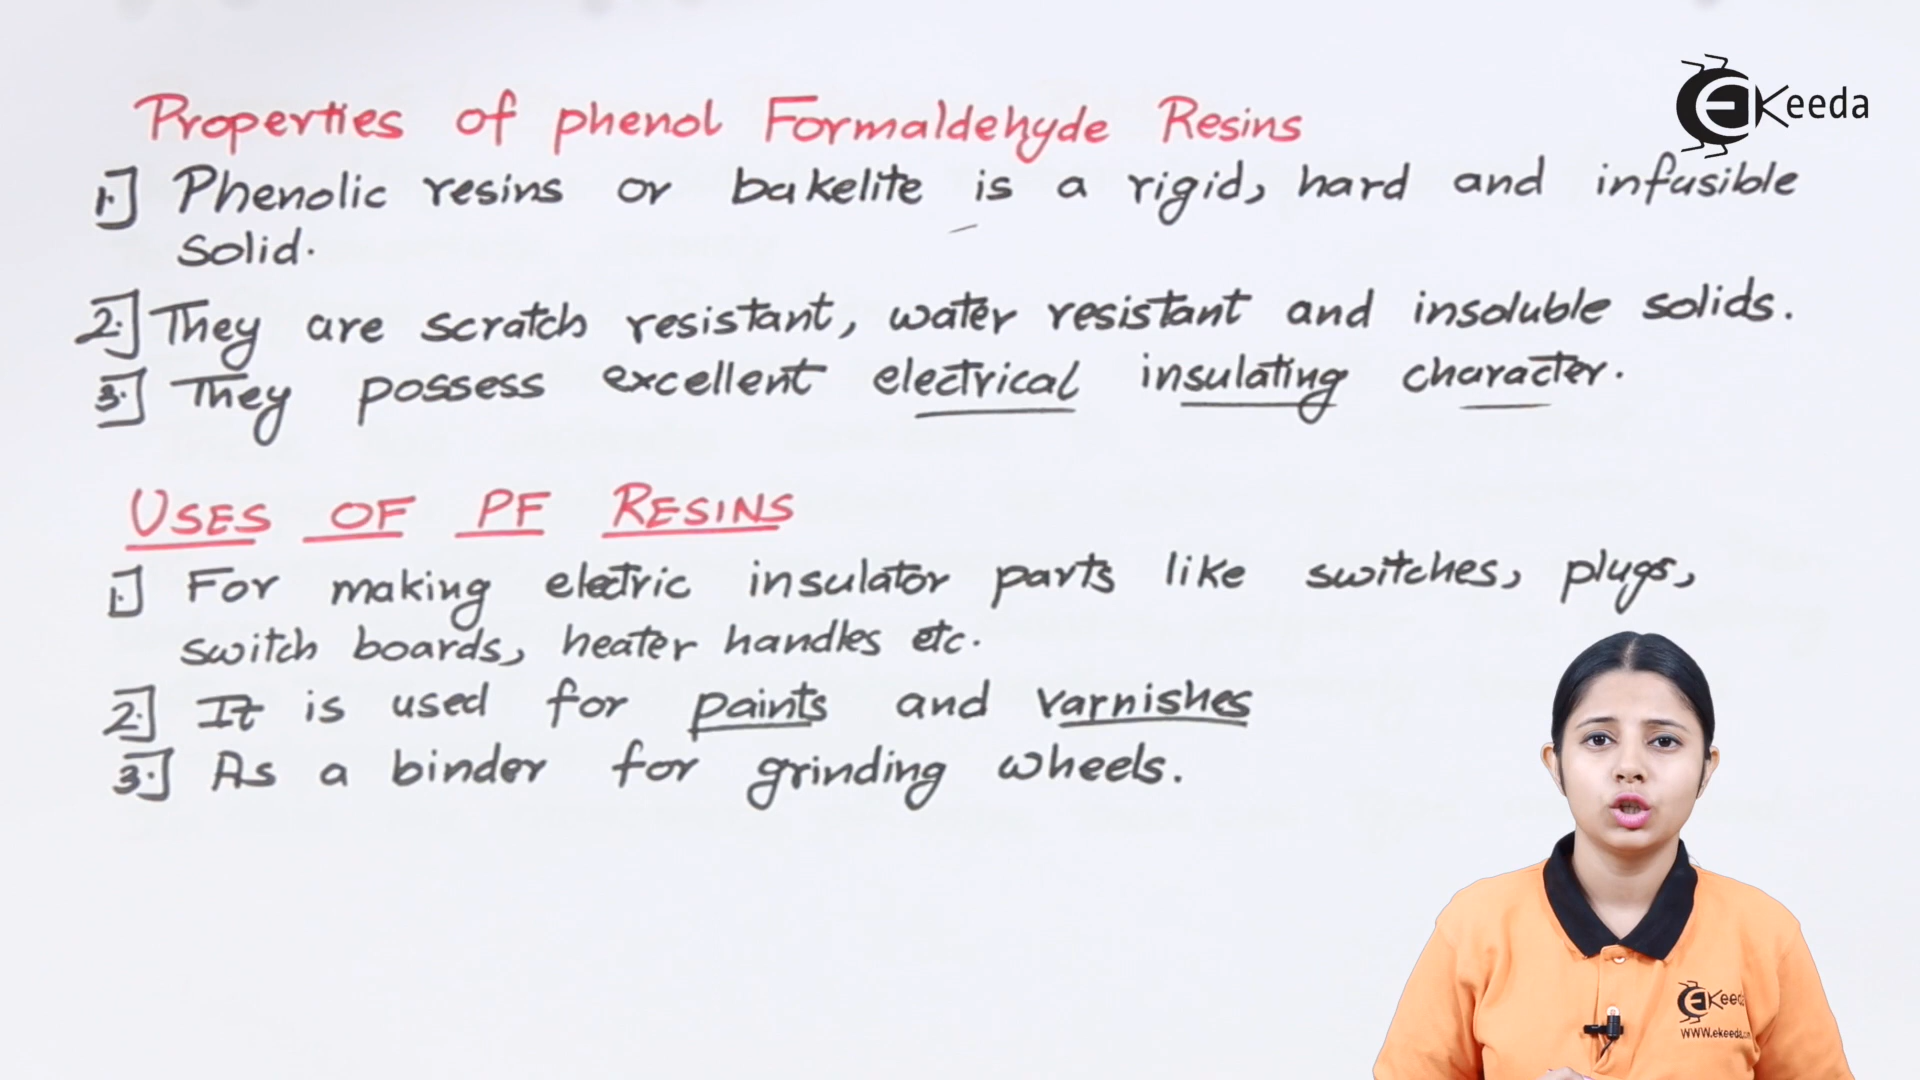 EKeeda
Properties of phenol Formaldehyde Resins
1.] Phenolic resins or bakelite is a rigid, hard and infusible
solid.
2.] They are scratch resistant, water resistant and insoluble solids.
3.] They possess excellent electrical insulating character.
USES OF PF RESINS
1.] For making electric insulator parts like switches, plugs,
switch boards, heater handles etc.
2.] It is used for paints and varnishes
3.] As a binder for grinding wheels.
EKeeda
WWW.ekeeda.com